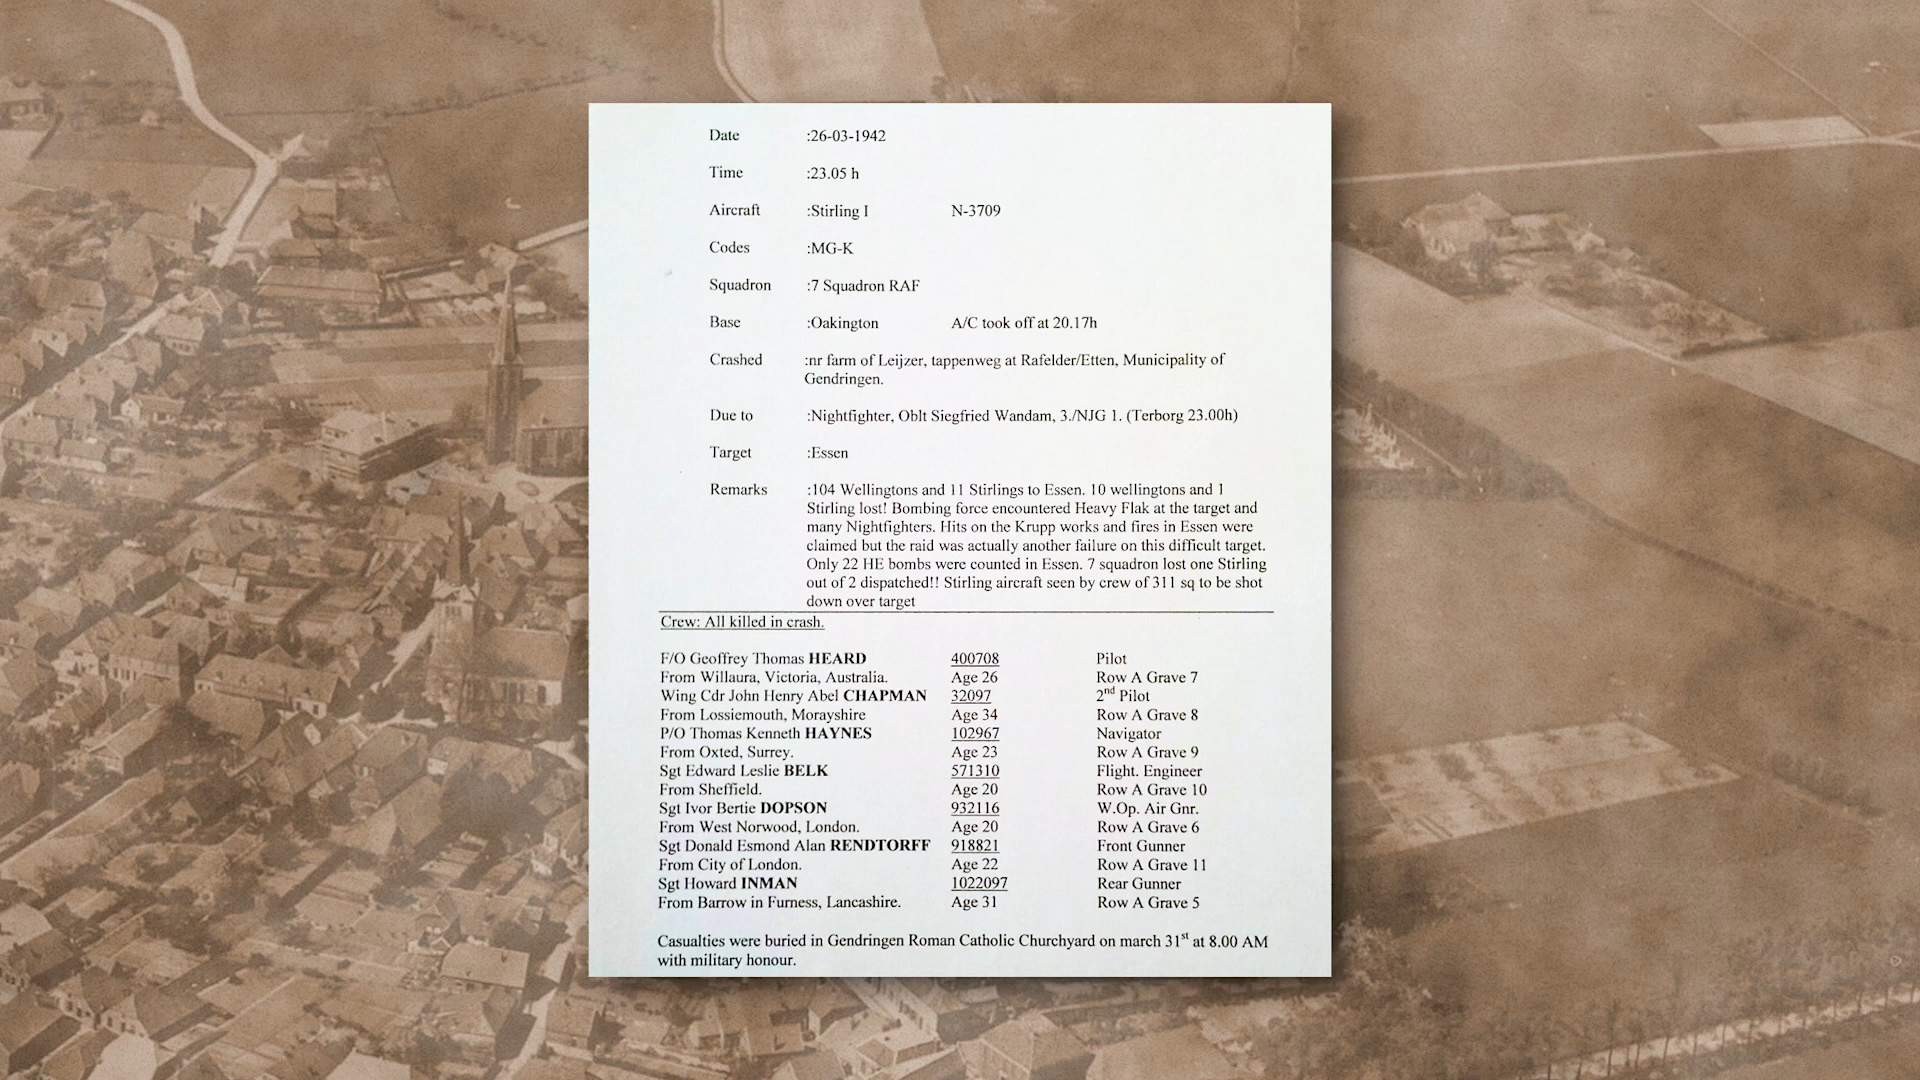 Date :26-03-1942
Time :23.05 h
Aircraft :Stirling I N-3709
Codes :MG-K
Squadron :7 Squadron RAF
Base :Oakington A/C took off at 20.17h
Crashed :nr farm of Leijzer, tappenweg at Rafelder/Etten, Municipality of
Gendringen.
Due to :Nightfighter, Oblt Siegfried Wandam, 3./NJG 1. (Terborg 23.00h)
Target :Essen
Remarks :104 Wellingtons and 11 Stirlings to Essen. 10 wellingtons and 1
Stirling lost! Bombing force encountered Heavy Flak at the target and
many Nightfighters. Hits on the Krupp works and fires in Essen were
claimed but the raid was actually another failure on this difficult target.
Only 22 HE bombs were counted in Essen. 7 squadron lost one Stirling
out of 2 dispatched!! Stirling aircraft seen by crew of 311 sq to be shot
down over target
Crew: All killed in crash.
F/O Geoffrey Thomas HEARD 400708 Pilot
From Willaura, Victoria, Australia. Age 26 Row A Grave 7
Wing Cdr John Henry Abel CHAPMAN 32097 2nd Pilot
From Lossiemouth, Morayshire Age 34 Row A Grave 8
P/O Thomas Kenneth HAYNES 102967 Navigator
From Oxted, Surrey. Age 23 Row A Grave 9
Sgt Edward Leslie BELK 571310 Flight. Engineer
From Sheffield. Age 20 Row A Grave 10
Sgt Ivor Bertie DOPSON 932116 W.Op. Air Gnr.
From West Norwood, London. Age 20 Row A Grave 6
Sgt Donald Esmond Alan RENDTORFF 918821 Front Gunner
From City of London. Age 22 Row A Grave 11
Sgt Howard INMAN 1022097 Rear Gunner
From Barrow in Furness, Lancashire. Age 31 Row A Grave 5
Casualties were buried in Gendringen Roman Catholic Churchyard on march 31st at 8.00 AM
with military honour.